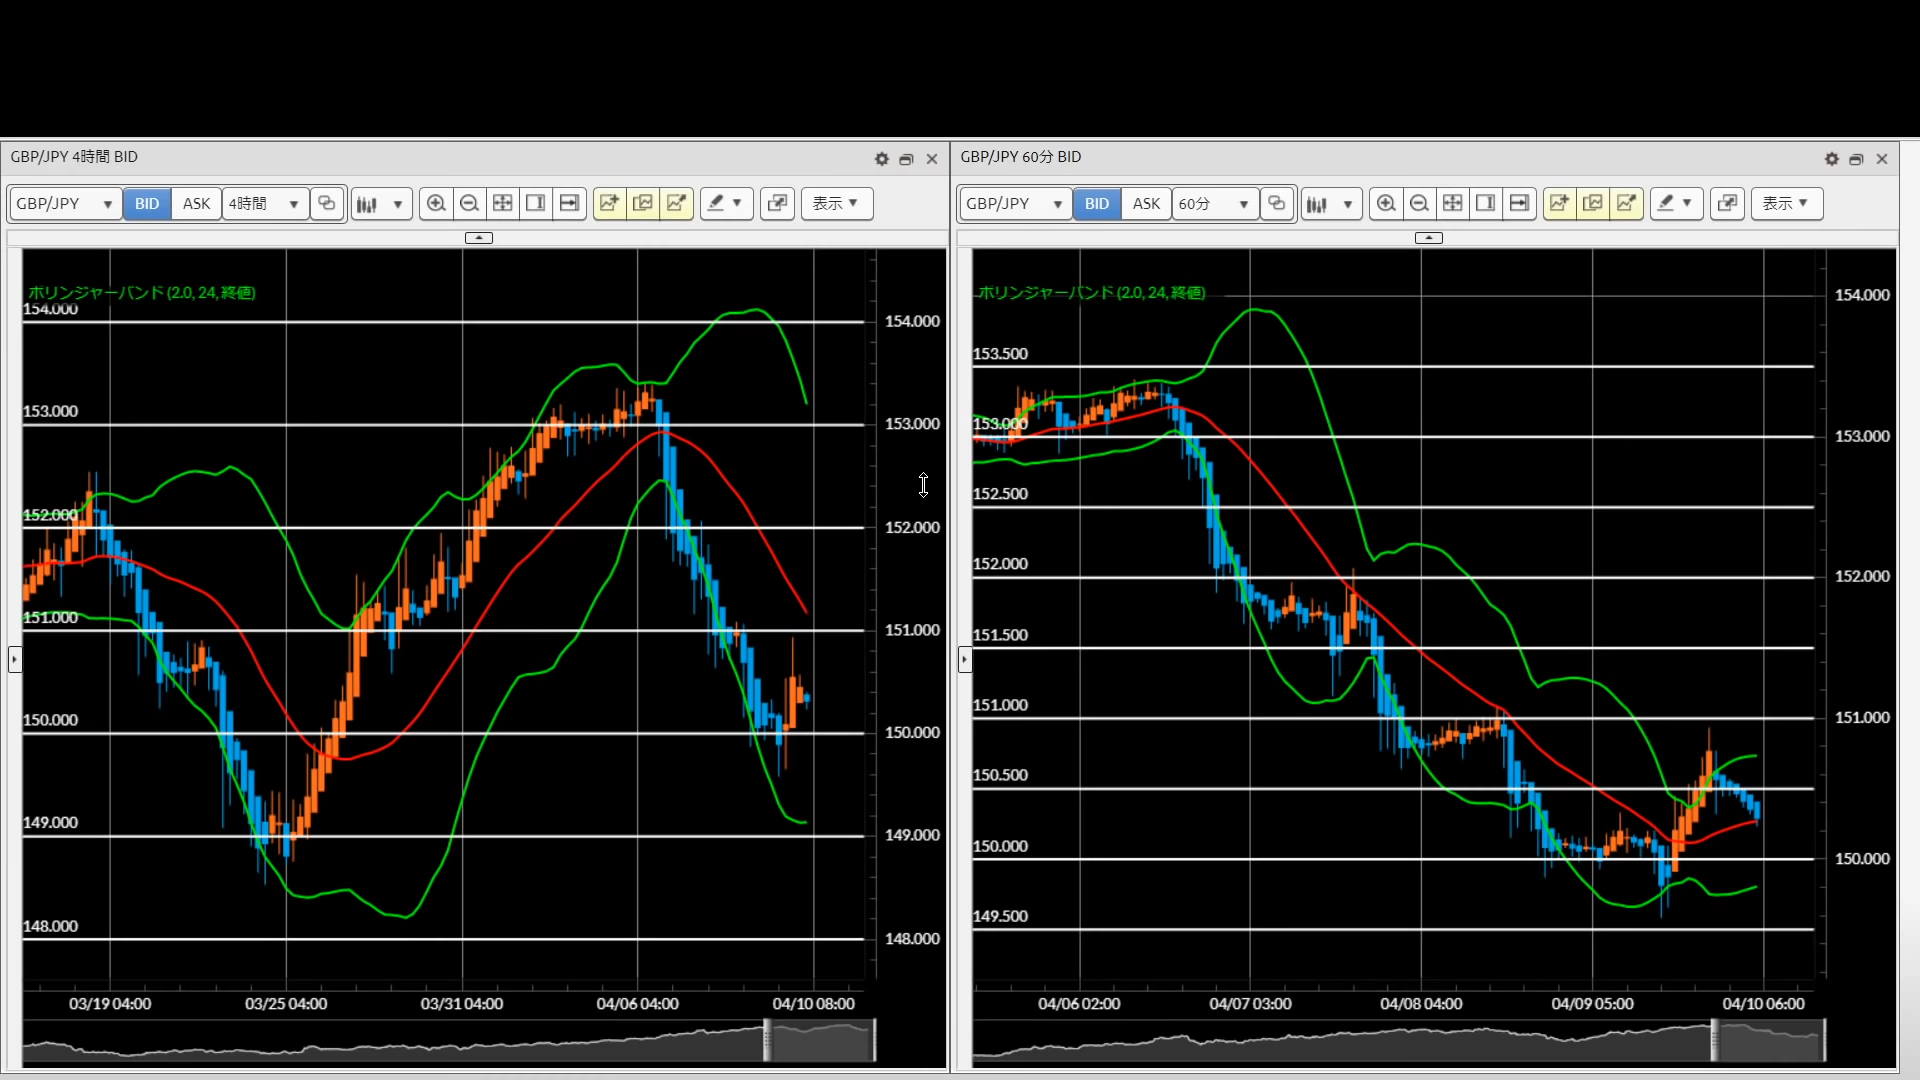 GBP/JPY 4時間 BID
GBP/JPY BID ASK 4時間 表示
ボリンジャーバンド (2.0, 24, 終値)
154.000 154.000
153.000 153.000
152.000 152.000
151.000 151.000
150.000 150.000
149.000 149.000
148.000 148.000
03/19 04:00 03/25 04:00 03/31 04:00 04/06 04:00 04/10 08:00
GBP/JPY 60分 BID
GBP/JPY BID ASK 60分 表示
ボリンジャーバンド (2.0, 24, 終値)
154.000
153.500
153.000 153.000
152.500
152.000 152.000
151.500
151.000 151.000
150.500
150.000 150.000
149.500
04/06 02:00 04/07 03:00 04/08 04:00 04/09 05:00 04/10 06:00